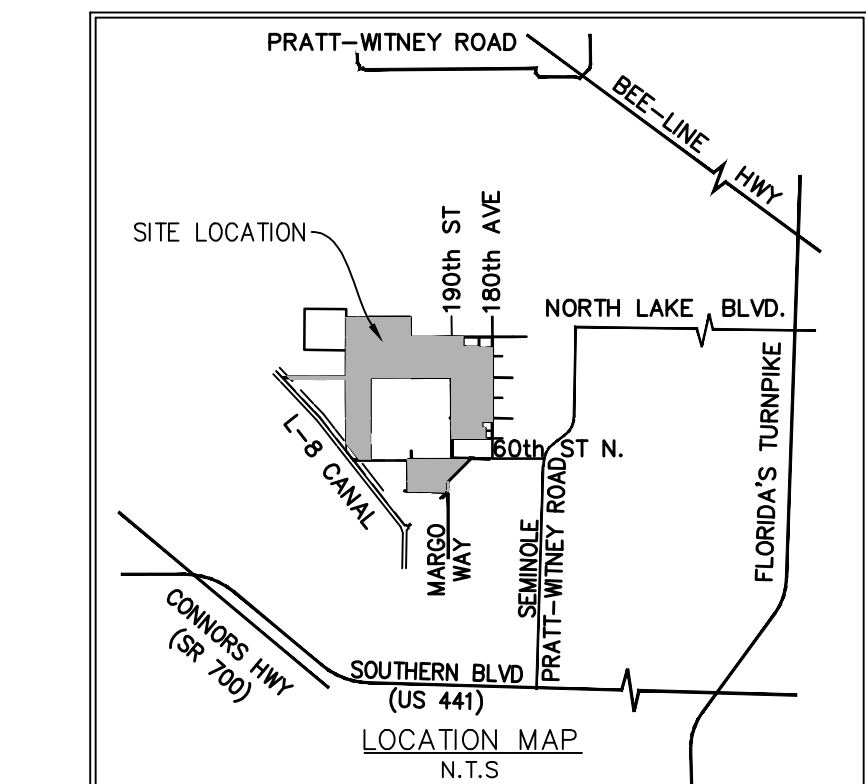 PRATT-WITNEY ROAD
BEE-LINE
HWY
SITE LOCATION
190th ST
180th AVE
NORTH LAKE BLVD.
FLORIDA'S TURNPIKE
L-8 CANAL
60th ST N.
MARGO
WAY
SEMINOLE
PRATT-WITNEY ROAD
CONNORS HWY
(SR 700)
SOUTHERN BLVD
(US 441)
LOCATION MAP
N.T.S